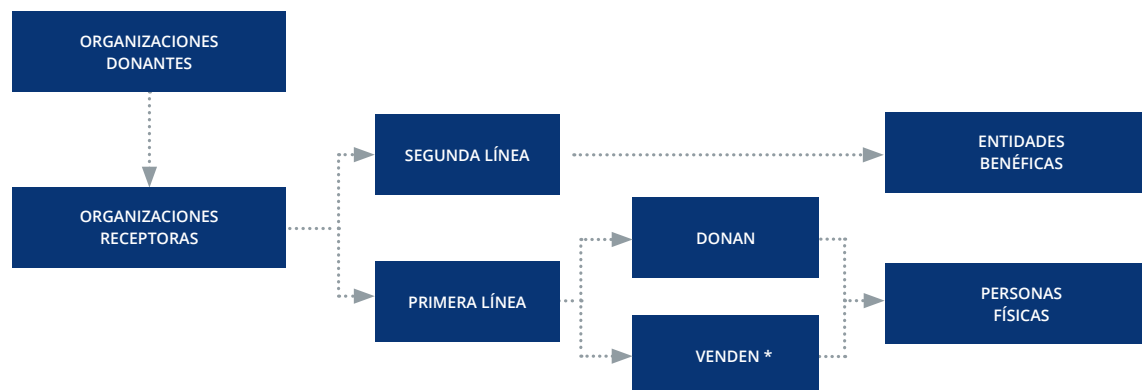 ORGANIZACIONES
DONANTES
ORGANIZACIONES
RECEPTORAS
SEGUNDA LÍNEA
ENTIDADES
BENÉFICAS
PRIMERA LÍNEA
DONAN
VENDEN *
PERSONAS
FÍSICAS